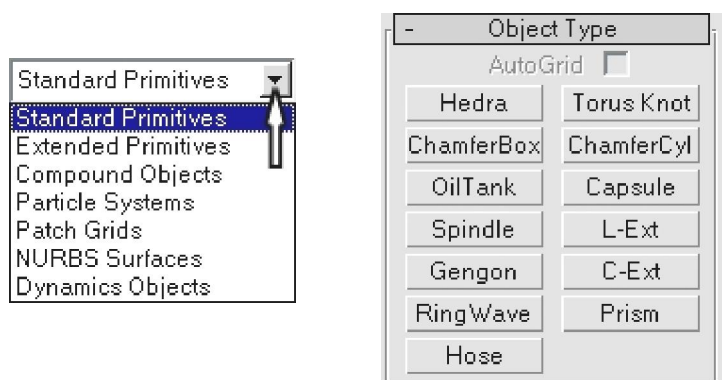 Standard Primitives
Standard Primitives
Extended Primitives
Compound Objects
Particle Systems
Patch Grids
NURBS Surfaces
Dynamics Objects
- Object Type
AutoGrid
Hedra Torus Knot
ChamferBox ChamferCyl
OilTank Capsule
Spindle L-Ext
Gengon C-Ext
RingWave Prism
Hose